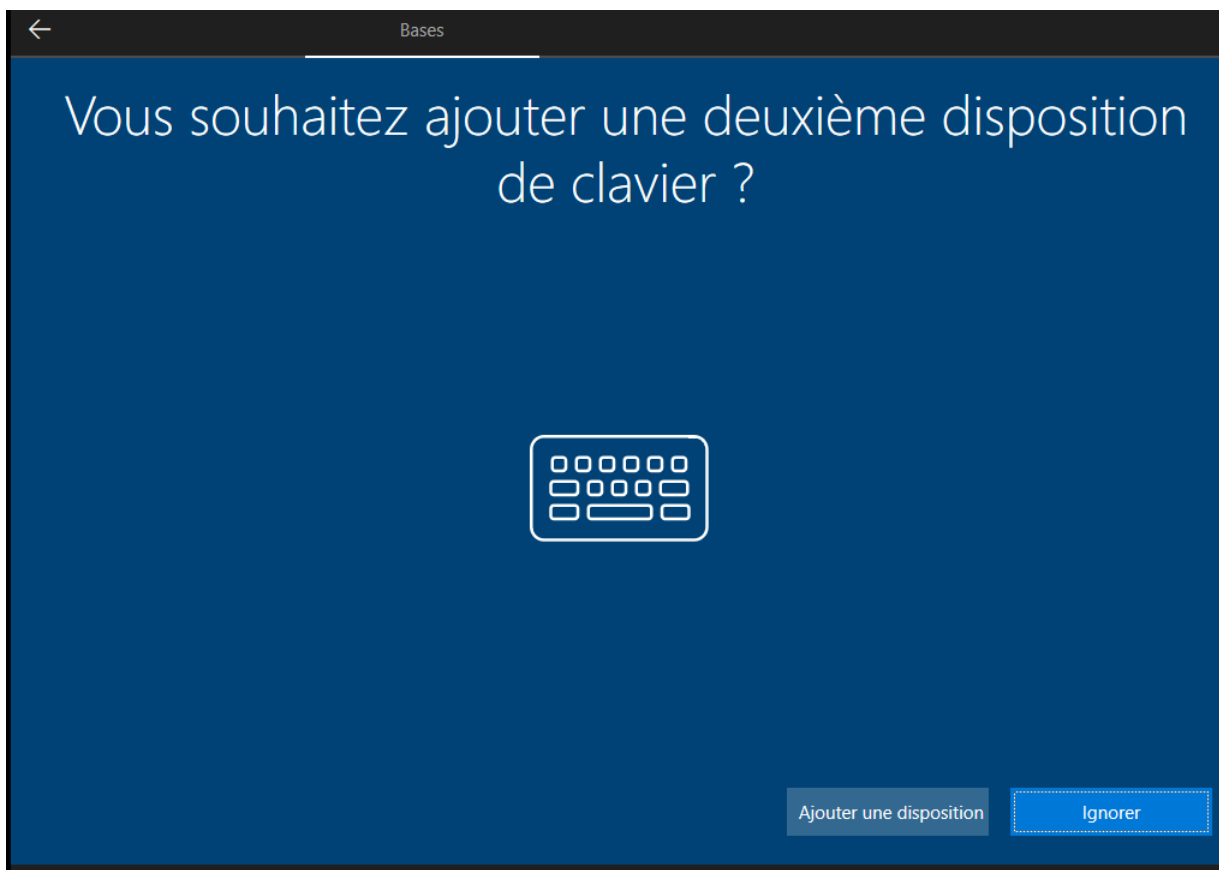 Bases
Vous souhaitez ajouter une deuxième disposition
de clavier ?
Ajouter une disposition
Ignorer